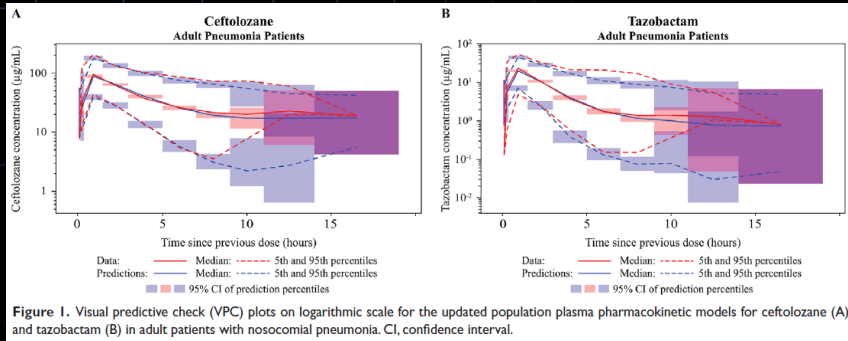 A
Ceftolozane
Adult Pneumonia Patients
Ceftolozane concentration (µg/mL)
100
10
1
0
5
10
15
Time since previous dose (hours)
B
Tazobactam
Adult Pneumonia Patients
Tazobactam concentration (µg/mL)
10²
10¹
10⁰
10⁻¹
10⁻²
0
5
10
15
Time since previous dose (hours)
Data: Median: 5th and 95th percentiles
Predictions: Median: 5th and 95th percentiles
95% CI of prediction percentiles
Data: Median: 5th and 95th percentiles
Predictions: Median: 5th and 95th percentiles
95% CI of prediction percentiles
Figure 1. Visual predictive check (VPC) plots on logarithmic scale for the updated population plasma pharmacokinetic models for ceftolozane (A)
and tazobactam (B) in adult patients with nosocomial pneumonia. CI, confidence interval.